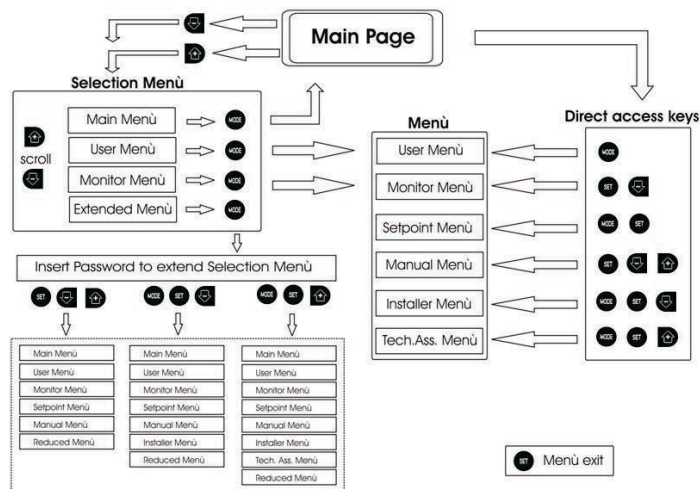 Main Page
Selection Menù
Main Menù MODE
User Menù MODE
Monitor Menù MODE
Extended Menù MODE
scroll
Insert Password to extend Selection Menù
SET
MODE SET
MODE SET
Main Menù
User Menù
Monitor Menù
Setpoint Menù
Manual Menù
Reduced Menù
Main Menù
User Menù
Monitor Menù
Setpoint Menù
Manual Menù
Installer Menù
Reduced Menù
Main Menù
User Menù
Monitor Menù
Setpoint Menù
Manual Menù
Installer Menù
Tech. Ass. Menù
Reduced Menù
Menù
User Menù
Monitor Menù
Setpoint Menù
Manual Menù
Installer Menù
Tech.Ass. Menù
Direct access keys
MODE
SET
MODE SET
SET
MODE SET
MODE SET
SET Menù exit